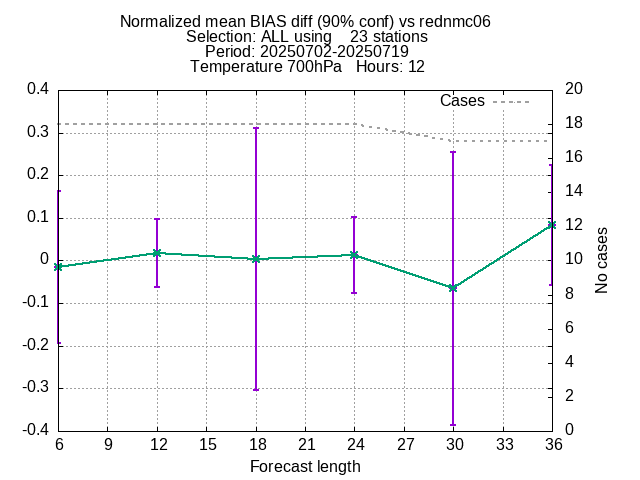 Normalized mean BIAS diff (90% conf) vs rednmc06
Selection: ALL using    23 stations
Period: 20250702-20250719
Temperature 700hPa   Hours: 12
Cases
0.4
0.3
0.2
0.1
0
-0.1
-0.2
-0.3
-0.4
20
18
16
14
12
10
8
6
4
2
0
No cases
6 9 12 15 18 21 24 27 30 33 36
Forecast length